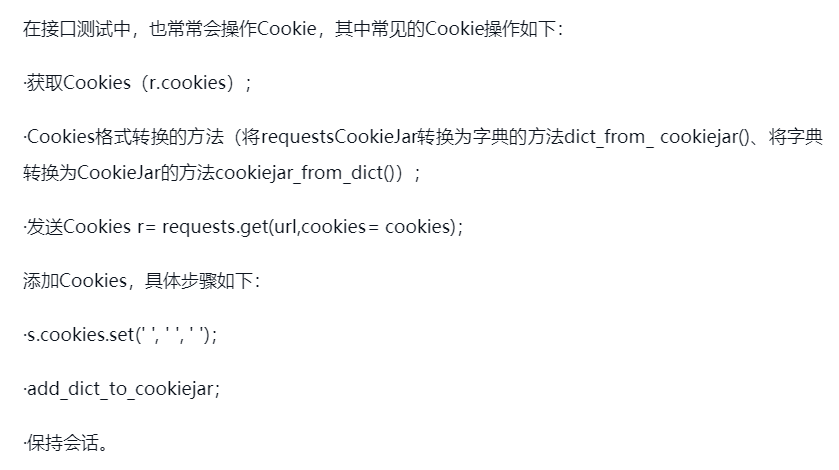 在接口测试中，也常常会操作Cookie，其中常见的Cookie操作如下：
·获取Cookies（r.cookies）；
·Cookies格式转换的方法（将requestsCookieJar转换为字典的方法dict_from_ cookiejar()、将字典
转换为CookieJar的方法cookiejar_from_dict()）；
·发送Cookies r= requests.get(url,cookies= cookies)；
添加Cookies，具体步骤如下：
·s.cookies.set(' ', ' ', ' ')；
·add_dict_to_cookiejar；
·保持会话。